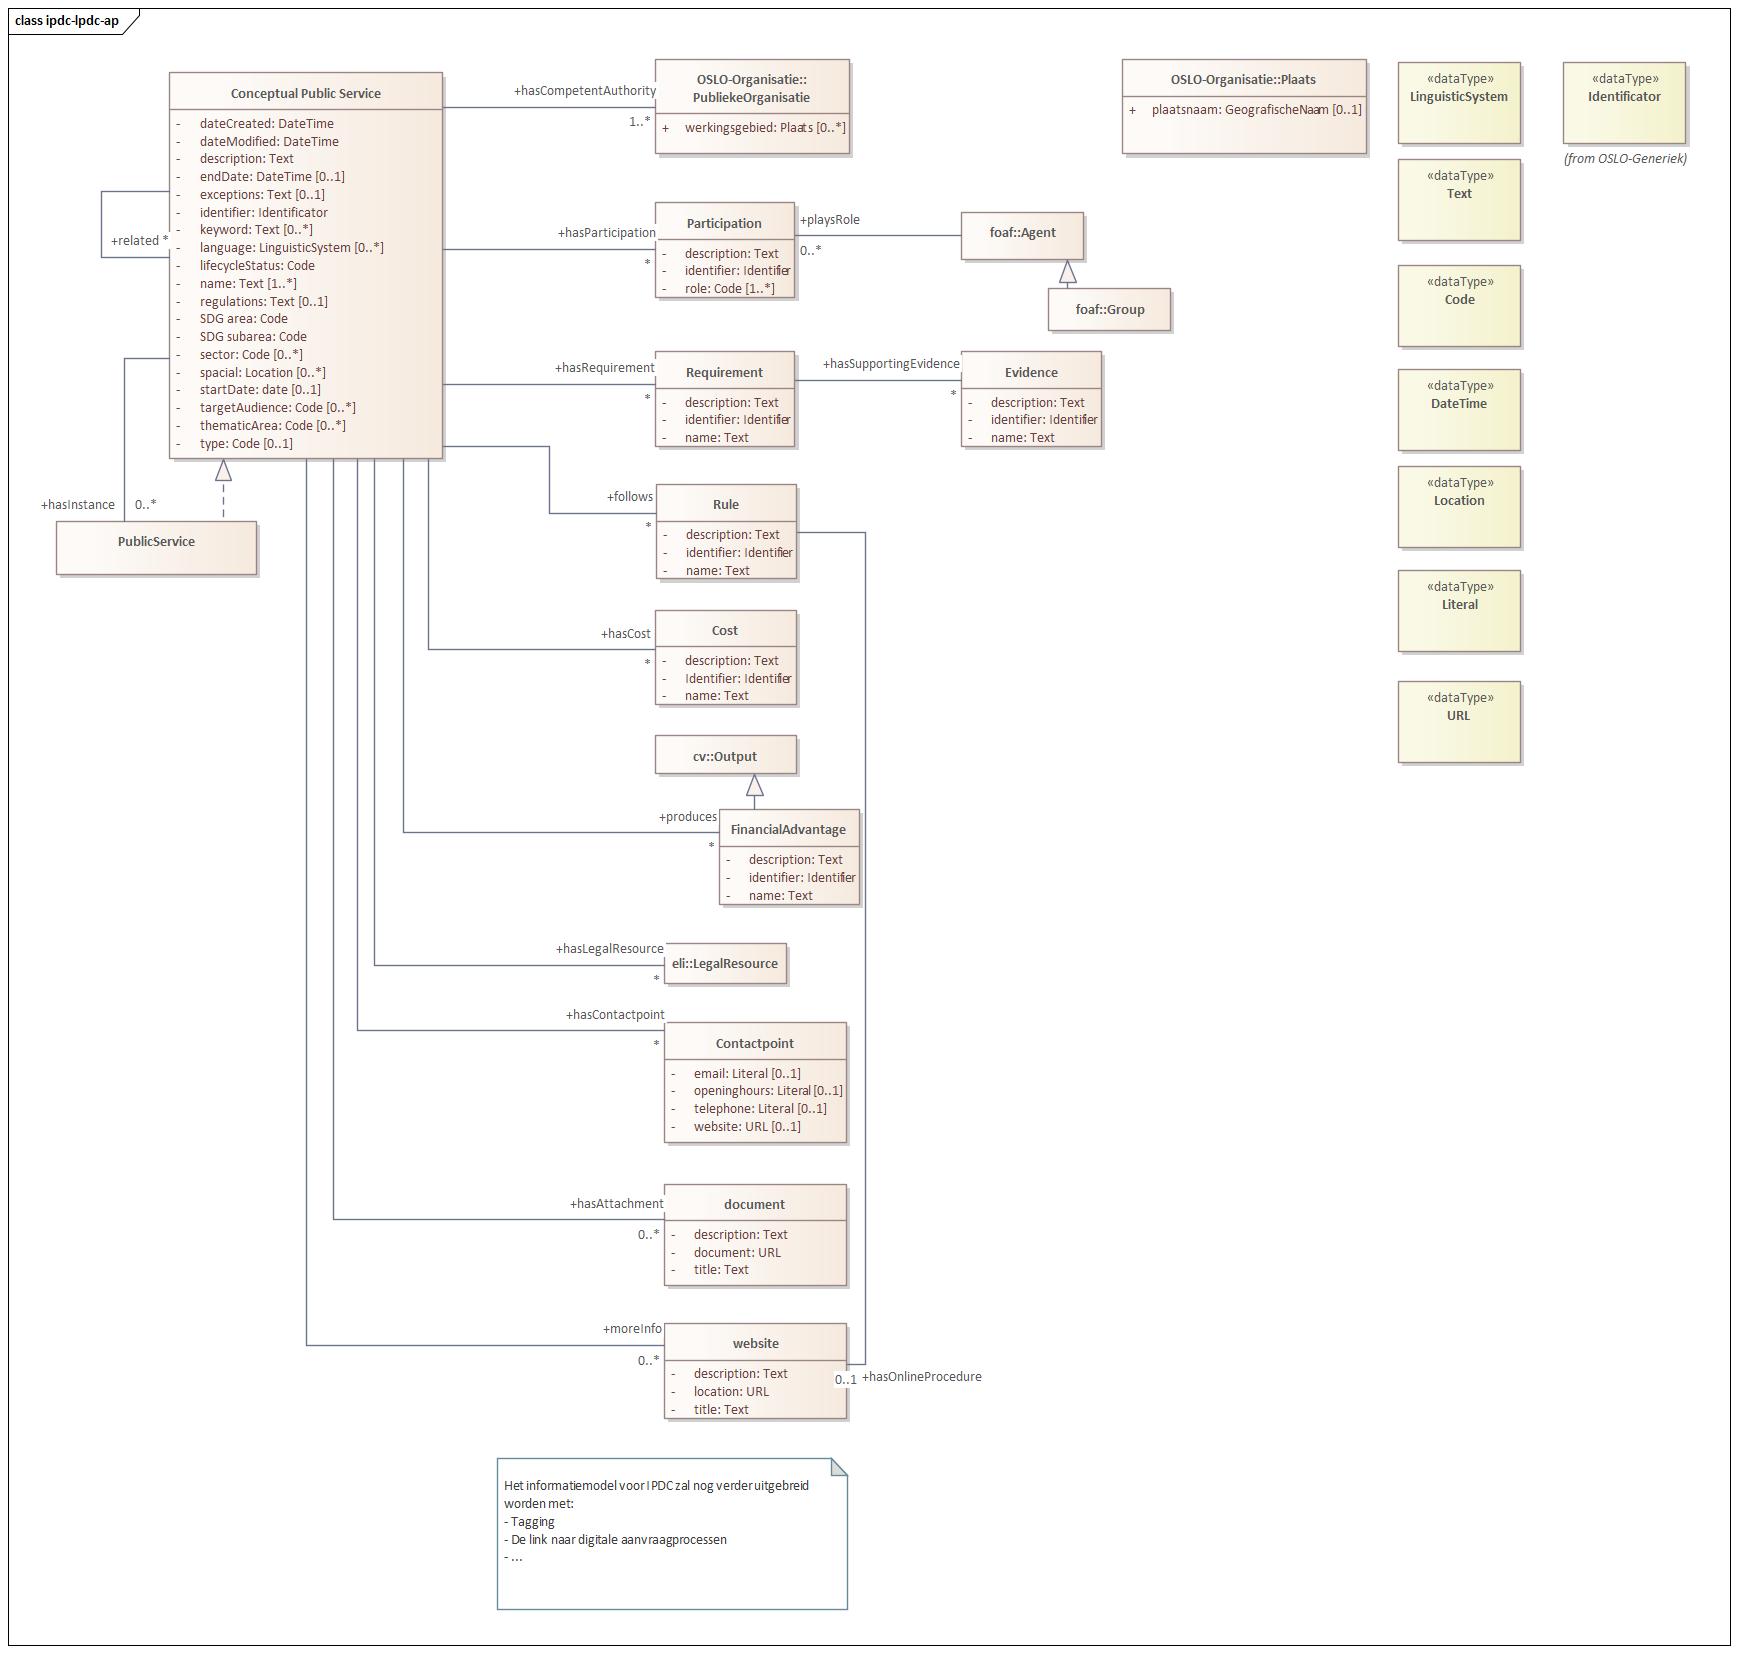 class ipdc-lpdc-ap
Conceptual Public Service
- dateCreated: DateTime
- dateModified: DateTime
- description: Text
- endDate: DateTime [0..1]
- exceptions: Text [0..1]
- identifier: Identificator
- keyword: Text [0..*]
- language: LinguisticSystem [0..*]
- lifecycleStatus: Code
- name: Text [1..*]
- regulations: Text [0..1]
- SDG area: Code
- SDG subarea: Code
- sector: Code [0..*]
- spacial: Location [0..*]
- startDate: date [0..1]
- targetAudience: Code [0..*]
- thematicArea: Code [0..*]
- type: Code [0..1]
+related *
+hasInstance 0..*
PublicService
+hasCompetentAuthority
1..*
OSLO-Organisatie::
PubliekeOrganisatie
+ werkingsgebied: Plaats [0..*]
+hasParticipation
*
Participation
- description: Text
- identifier: Identifier
- role: Code [1..*]
+playsRole
0..*
foaf::Agent
foaf::Group
+hasRequirement
*
Requirement
- description: Text
- identifier: Identifier
- name: Text
+hasSupportingEvidence
*
Evidence
- description: Text
- identifier: Identifier
- name: Text
+follows
*
Rule
- description: Text
- identifier: Identifier
- name: Text
+hasCost
*
Cost
- description: Text
- Identifier: Identifier
- name: Text
cv::Output
+produces
*
FinancialAdvantage
- description: Text
- identifier: Identifier
- name: Text
+hasLegalResource
*
eli::LegalResource
+hasContactpoint
*
Contactpoint
- email: Literal [0..1]
- openinghours: Literal [0..1]
- telephone: Literal [0..1]
- website: URL [0..1]
+hasAttachment
0..*
document
- description: Text
- document: URL
- title: Text
+moreInfo
0..*
website
- description: Text
- location: URL
- title: Text
0..1 +hasOnlineProcedure
Het informatiemodel voor IPDC zal nog verder uitgebreid
worden met:
- Tagging
- De link naar digitale aanvraagprocessen
- ...
OSLO-Organisatie::Plaats
+ plaatsnaam: GeografischeNaam [0..1]
«dataType»
LinguisticSystem
«dataType»
Identificator
(from OSLO-Generiek)
«dataType»
Text
«dataType»
Code
«dataType»
DateTime
«dataType»
Location
«dataType»
Literal
«dataType»
URL